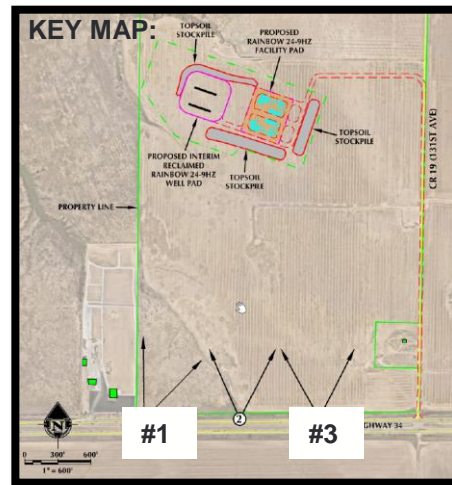 KEY MAP:
TOPSOIL
STOCKPILE
PROPOSED
RAINBOW 24-9HZ
FACILITY PAD
TOPSOIL
STOCKPILE
PROPOSED INTERIM
RECLAIMED
RAINBOW 24-9HZ
WELL PAD
TOPSOIL
STOCKPILE
PROPERTY LINE
CR 19 (131ST AVE)
#1
2
#3
GHWAY 34
N
0 300' 600'
1" = 600'